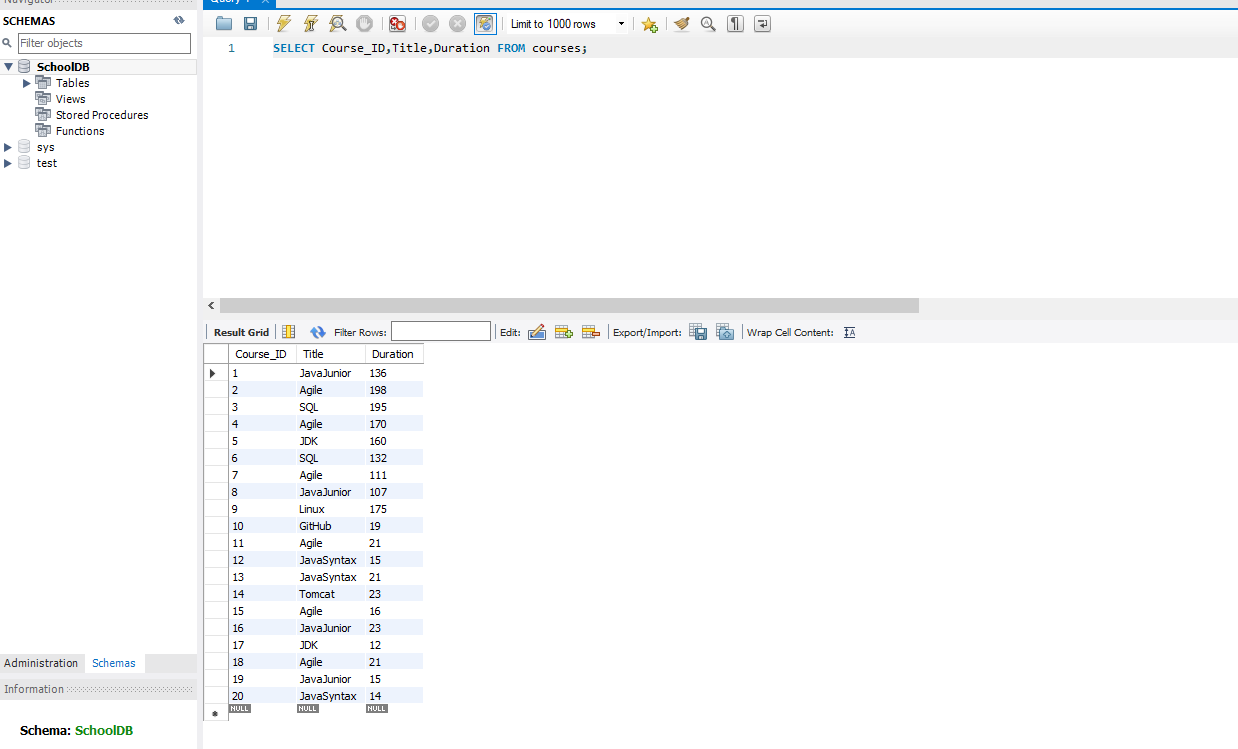 Navigator
Query 1
SCHEMAS
Limit to 1000 rows
Filter objects
1 SELECT Course_ID,Title,Duration FROM courses;
SchoolDB
Tables
Views
Stored Procedures
Functions
sys
test
Result Grid Filter Rows: Edit: Export/Import: Wrap Cell Content:
Course_ID Title Duration
1 JavaJunior 136
2 Agile 198
3 SQL 195
4 Agile 170
5 JDK 160
6 SQL 132
7 Agile 111
8 JavaJunior 107
9 Linux 175
10 GitHub 19
11 Agile 21
12 JavaSyntax 15
13 JavaSyntax 21
14 Tomcat 23
15 Agile 16
16 JavaJunior 23
17 JDK 12
18 Agile 21
19 JavaJunior 15
20 JavaSyntax 14
NULL NULL NULL
Administration Schemas
Information
Schema: SchoolDB